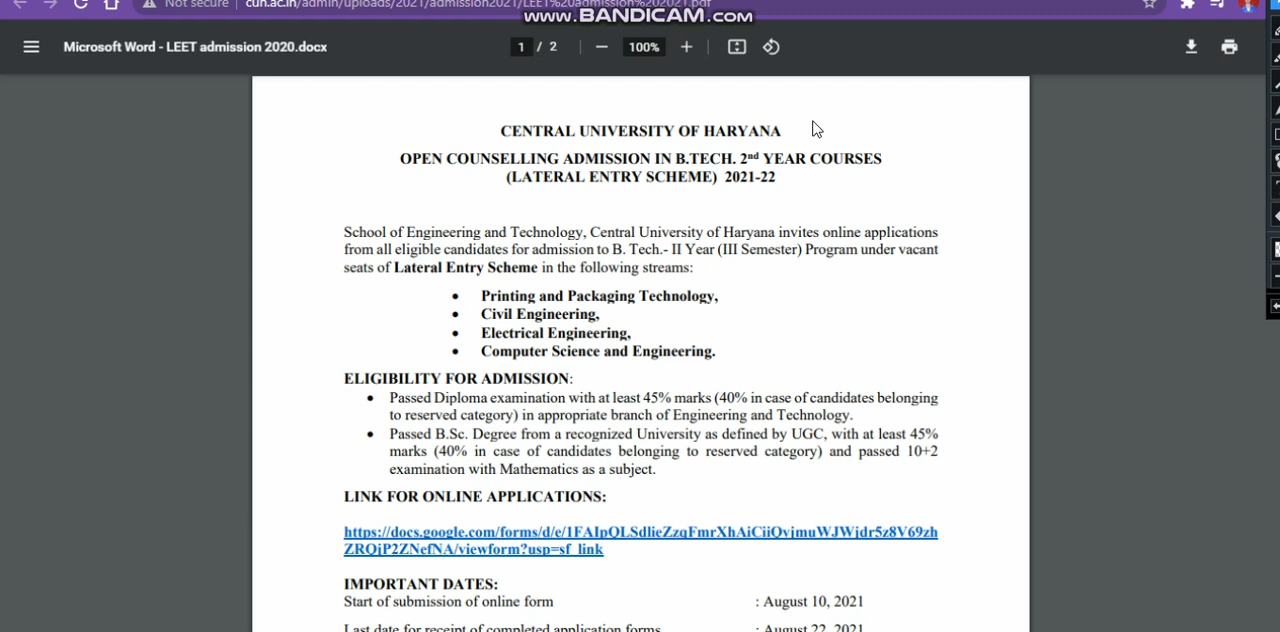 Not secure | cuh.ac.in/admin/uploads/2021/admission2021/LEET%20admission%202021.pdf
www.BANDICAM.com
Microsoft Word - LEET admission 2020.docx
1 / 2
100%
CENTRAL UNIVERSITY OF HARYANA
OPEN COUNSELLING ADMISSION IN B.TECH. 2nd YEAR COURSES
(LATERAL ENTRY SCHEME) 2021-22
School of Engineering and Technology, Central University of Haryana invites online applications
from all eligible candidates for admission to B. Tech.- II Year (III Semester) Program under vacant
seats of Lateral Entry Scheme in the following streams:
• Printing and Packaging Technology,
• Civil Engineering,
• Electrical Engineering,
• Computer Science and Engineering.
ELIGIBILITY FOR ADMISSION:
• Passed Diploma examination with at least 45% marks (40% in case of candidates belonging
to reserved category) in appropriate branch of Engineering and Technology.
• Passed B.Sc. Degree from a recognized University as defined by UGC, with at least 45%
marks (40% in case of candidates belonging to reserved category) and passed 10+2
examination with Mathematics as a subject.
LINK FOR ONLINE APPLICATIONS:
https://docs.google.com/forms/d/e/1FAIpQLSdlieZzqFmrXhAiCiiQvjmuWJWjdr5z8V69zh
ZRQjP2ZNefNA/viewform?usp=sf_link
IMPORTANT DATES:
Start of submission of online form : August 10, 2021
Last date for receipt of completed application forms : August 22, 2021